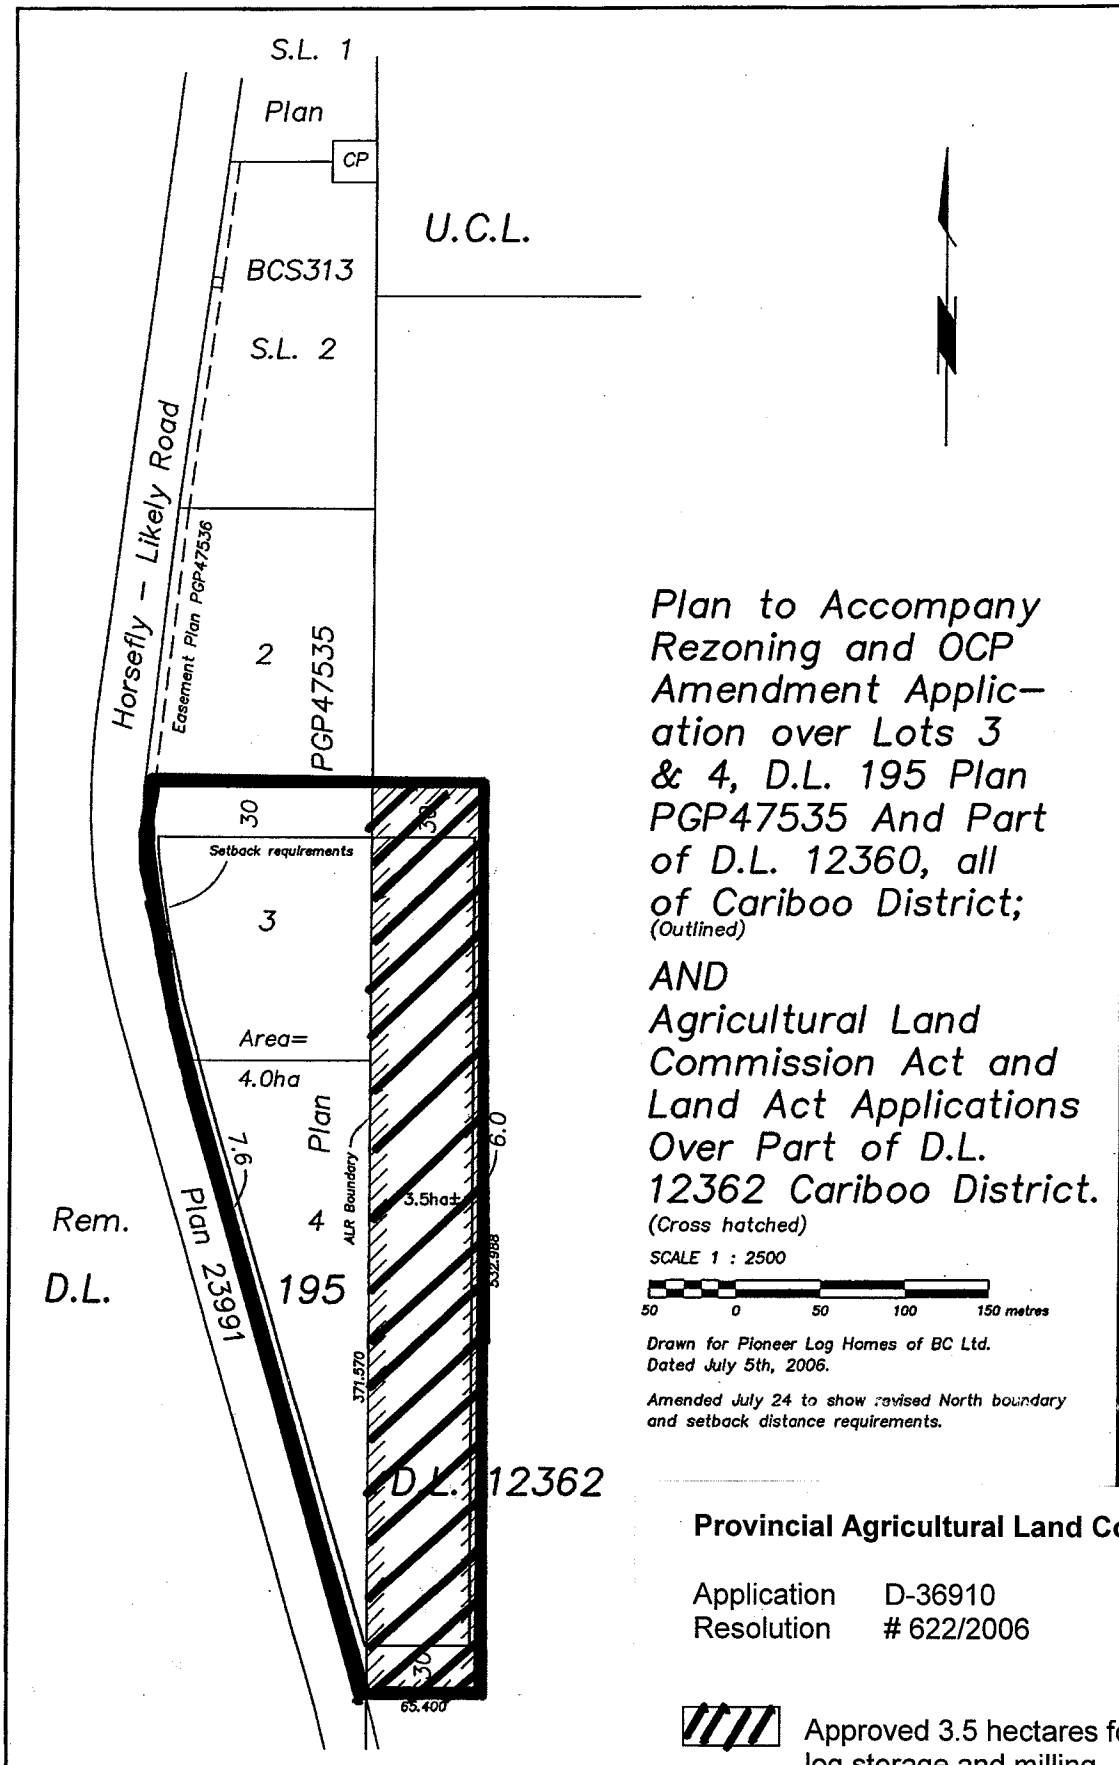 S.L. 1
Plan
CP
U.C.L.
BCS313
S.L. 2
Horsefly - Likely Road
Easement Plan PGP47536
2
PGP47535
Plan to Accompany
Rezoning and OCP
Amendment Applic-
ation over Lots 3
& 4, D.L. 195 Plan
PGP47535 And Part
of D.L. 12360, all
of Cariboo District;
(Outlined)
AND
Agricultural Land
Commission Act and
Land Act Applications
Over Part of D.L.
12362 Cariboo District.
(Cross hatched)
SCALE 1 : 2500
50 0 50 100 150 metres
Drawn for Pioneer Log Homes of BC Ltd.
Dated July 5th, 2006.
Amended July 24 to show revised North boundary
and setback distance requirements.
30
30
Setback requirements
3
Area=
4.0ha
Plan
ALR Boundary
7.6
6.0
3.5ha±
4
532.988
Rem.
D.L.
195
Plan 23991
371.570
D.L. 12362
30
65.400
Provincial Agricultural Land
Application D-36910
Resolution # 622/2006
Approved 3.5 hectares
log storage and milling